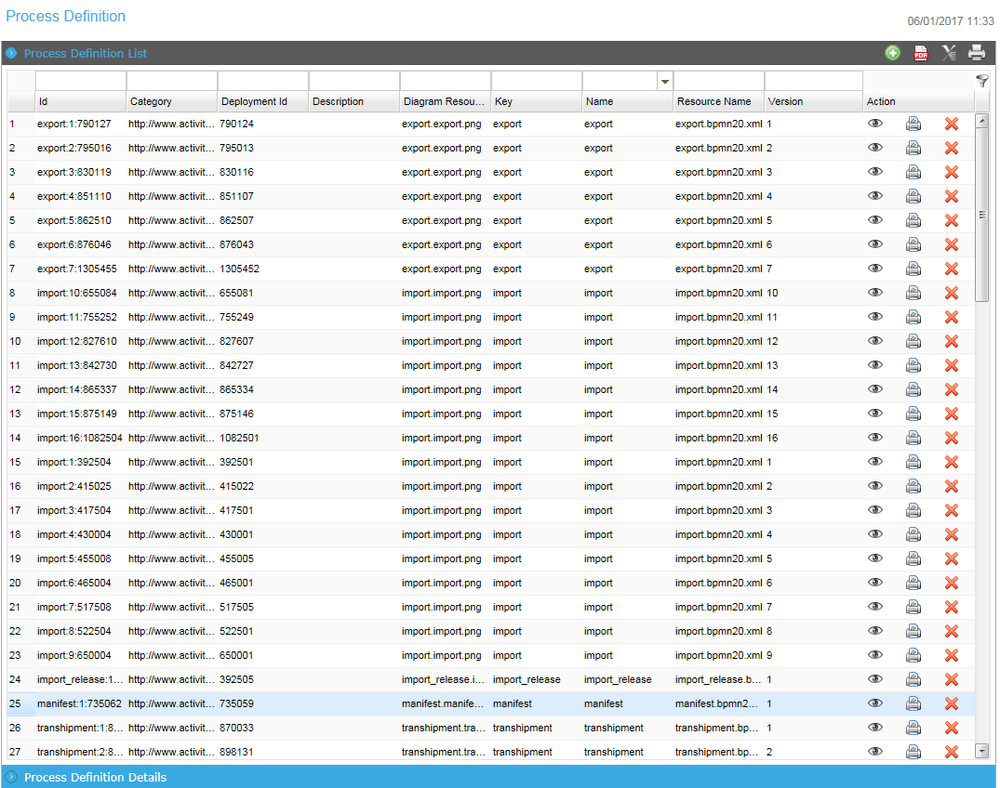 Process Definition
06/01/2017 11:33
Process Definition List
PDF
Id Category Deployment Id Description Diagram Resou... Key Name Resource Name Version Action
1 export:1:790127 http://www.activit... 790124 export.export.png export export export.bpmn20.xml 1
2 export:2:795016 http://www.activit... 795013 export.export.png export export export.bpmn20.xml 2
3 export:3:830119 http://www.activit... 830116 export.export.png export export export.bpmn20.xml 3
4 export:4:851110 http://www.activit... 851107 export.export.png export export export.bpmn20.xml 4
5 export:5:862510 http://www.activit... 862507 export.export.png export export export.bpmn20.xml 5
6 export:6:876046 http://www.activit... 876043 export.export.png export export export.bpmn20.xml 6
7 export:7:1305455 http://www.activit... 1305452 export.export.png export export export.bpmn20.xml 7
8 import:10:655084 http://www.activit... 655081 import.import.png import import import.bpmn20.xml 10
9 import:11:755252 http://www.activit... 755249 import.import.png import import import.bpmn20.xml 11
10 import:12:827610 http://www.activit... 827607 import.import.png import import import.bpmn20.xml 12
11 import:13:842730 http://www.activit... 842727 import.import.png import import import.bpmn20.xml 13
12 import:14:865337 http://www.activit... 865334 import.import.png import import import.bpmn20.xml 14
13 import:15:875149 http://www.activit... 875146 import.import.png import import import.bpmn20.xml 15
14 import:16:1082504 http://www.activit... 1082501 import.import.png import import import.bpmn20.xml 16
15 import:1:392504 http://www.activit... 392501 import.import.png import import import.bpmn20.xml 1
16 import:2:415025 http://www.activit... 415022 import.import.png import import import.bpmn20.xml 2
17 import:3:417504 http://www.activit... 417501 import.import.png import import import.bpmn20.xml 3
18 import:4:430004 http://www.activit... 430001 import.import.png import import import.bpmn20.xml 4
19 import:5:455008 http://www.activit... 455005 import.import.png import import import.bpmn20.xml 5
20 import:6:465004 http://www.activit... 465001 import.import.png import import import.bpmn20.xml 6
21 import:7:517508 http://www.activit... 517505 import.import.png import import import.bpmn20.xml 7
22 import:8:522504 http://www.activit... 522501 import.import.png import import import.bpmn20.xml 8
23 import:9:650004 http://www.activit... 650001 import.import.png import import import.bpmn20.xml 9
24 import_release:1... http://www.activit... 392505 import_release.i... import_release import_release import_release.b... 1
25 manifest:1:735062 http://www.activit... 735059 manifest.manife... manifest manifest manifest.bpmn2... 1
26 transhipment:1:8... http://www.activit... 870033 transhipment.tra... transhipment transhipment transhipment.bp... 1
27 transhipment:2:8... http://www.activit... 898131 transhipment.tra... transhipment transhipment transhipment.bp... 2
Process Definition Details